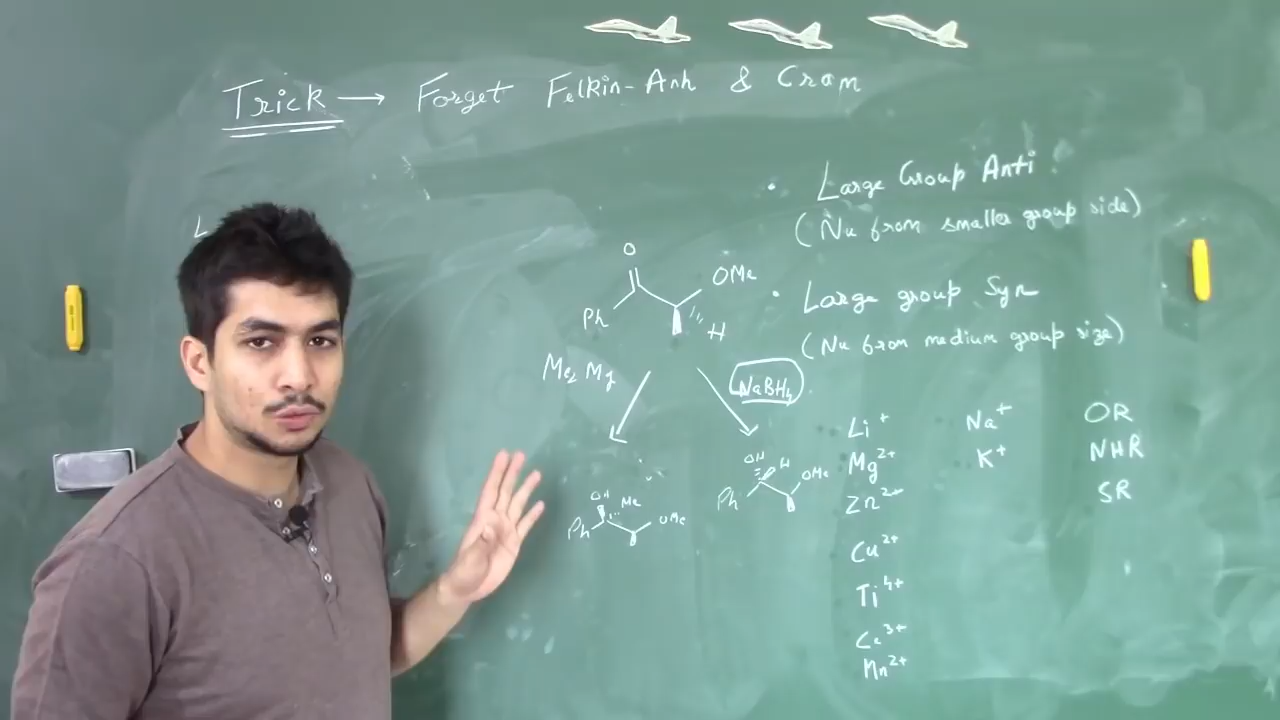 Trick → Forget Felkin-Anh & Cram
• Large Group Anti
(Nu from smaller group side)
L
O
OMe
Ph
H
• Large group Syn
(Nu from medium group size)
Me2 Mg
NaBH4
Li+ Na+ OR
Mg2+ K+ NHR
Zn2+ SR
Cu2+
Ti4+
Ce3+
Mn2+
OH H
OMe
Ph
OH Me
Ph OMe